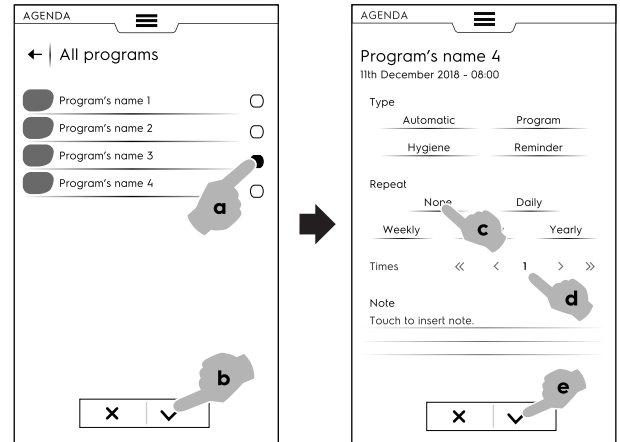 AGENDA
All programs
Program's name 1
Program's name 2
Program's name 3
Program's name 4
a
b
AGENDA
Program's name 4
11th December 2018 - 08:00
Type
Automatic Program
Hygiene Reminder
Repeat
None Daily
c
Weekly Yearly
Times << < 1 > >>
d
Note
Touch to insert note.
e